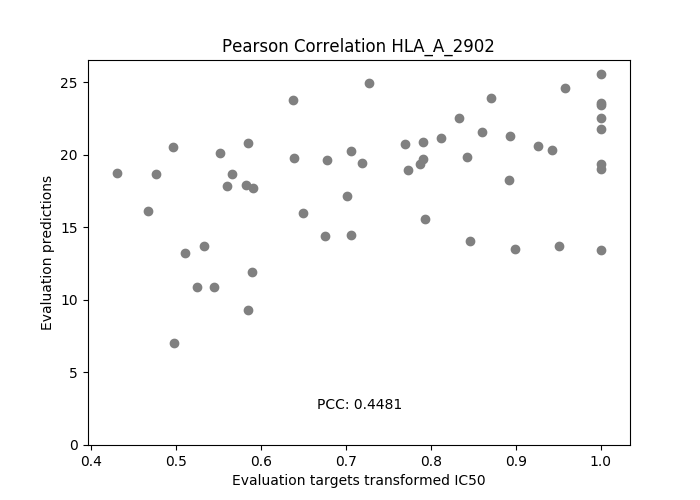 Pearson Correlation HLA_A_2902
Evaluation predictions
25
20
15
10
5
0
PCC: 0.4481
0.4 0.5 0.6 0.7 0.8 0.9 1.0
Evaluation targets transformed IC50